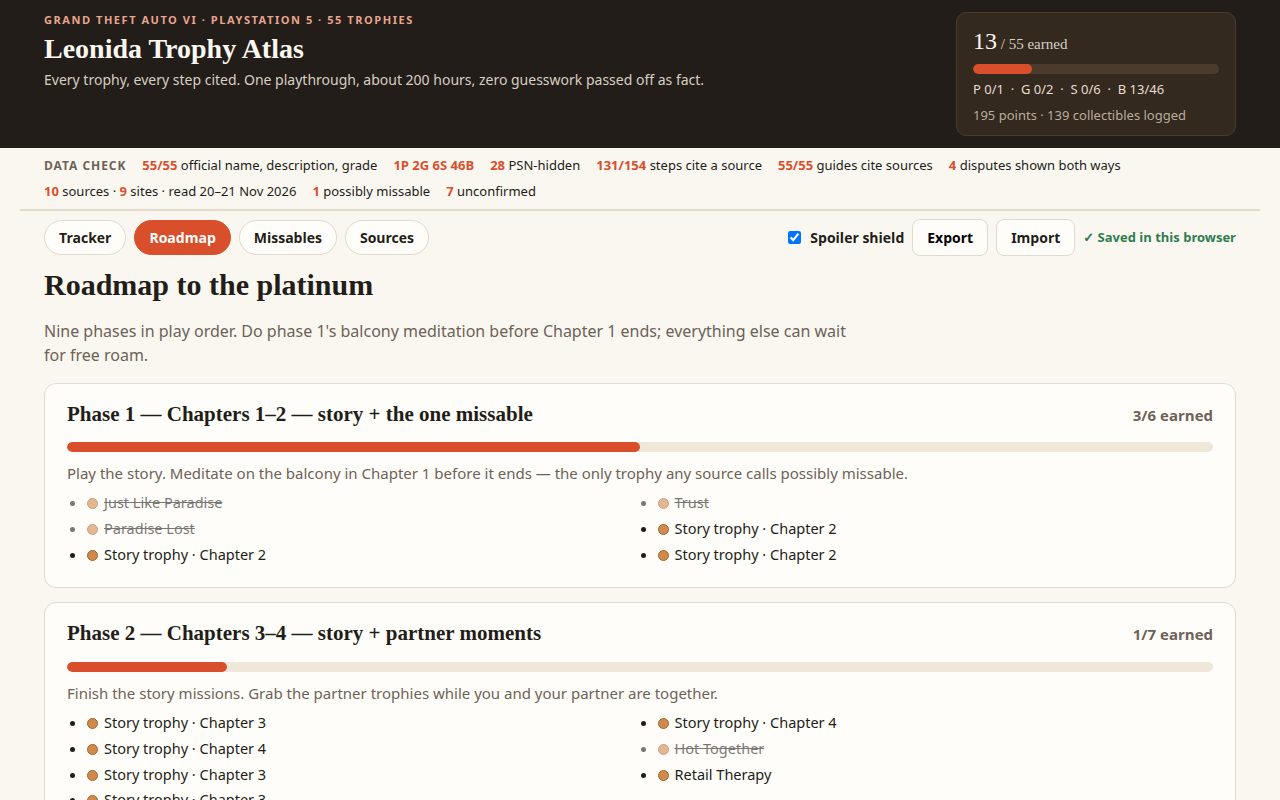 GRAND THEFT AUTO VI · PLAYSTATION 5 · 55 TROPHIES
Leonida Trophy Atlas
Every trophy, every step cited. One playthrough, about 200 hours, zero guesswork passed off as fact.
13 / 55 earned
P 0/1 · G 0/2 · S 0/6 · B 13/46
195 points · 139 collectibles logged
DATA CHECK 55/55 official name, description, grade 1P 2G 6S 46B 28 PSN-hidden 131/154 steps cite a source 55/55 guides cite sources 4 disputes shown both ways
10 sources · 9 sites · read 20–21 Nov 2026 1 possibly missable 7 unconfirmed
Tracker Roadmap Missables Sources Spoiler shield Export Import ✓ Saved in this browser
Roadmap to the platinum
Nine phases in play order. Do phase 1's balcony meditation before Chapter 1 ends; everything else can wait
for free roam.
Phase 1 — Chapters 1–2 — story + the one missable 3/6 earned
Play the story. Meditate on the balcony in Chapter 1 before it ends — the only trophy any source calls possibly missable.
Just Like Paradise
Paradise Lost
Story trophy · Chapter 2
Trust
Story trophy · Chapter 2
Story trophy · Chapter 2
Phase 2 — Chapters 3–4 — story + partner moments 1/7 earned
Finish the story missions. Grab the partner trophies while you and your partner are together.
Story trophy · Chapter 3
Story trophy · Chapter 4
Story trophy · Chapter 3
Story trophy · Chapter 3
Story trophy · Chapter 4
Hot Together
Retail Therapy